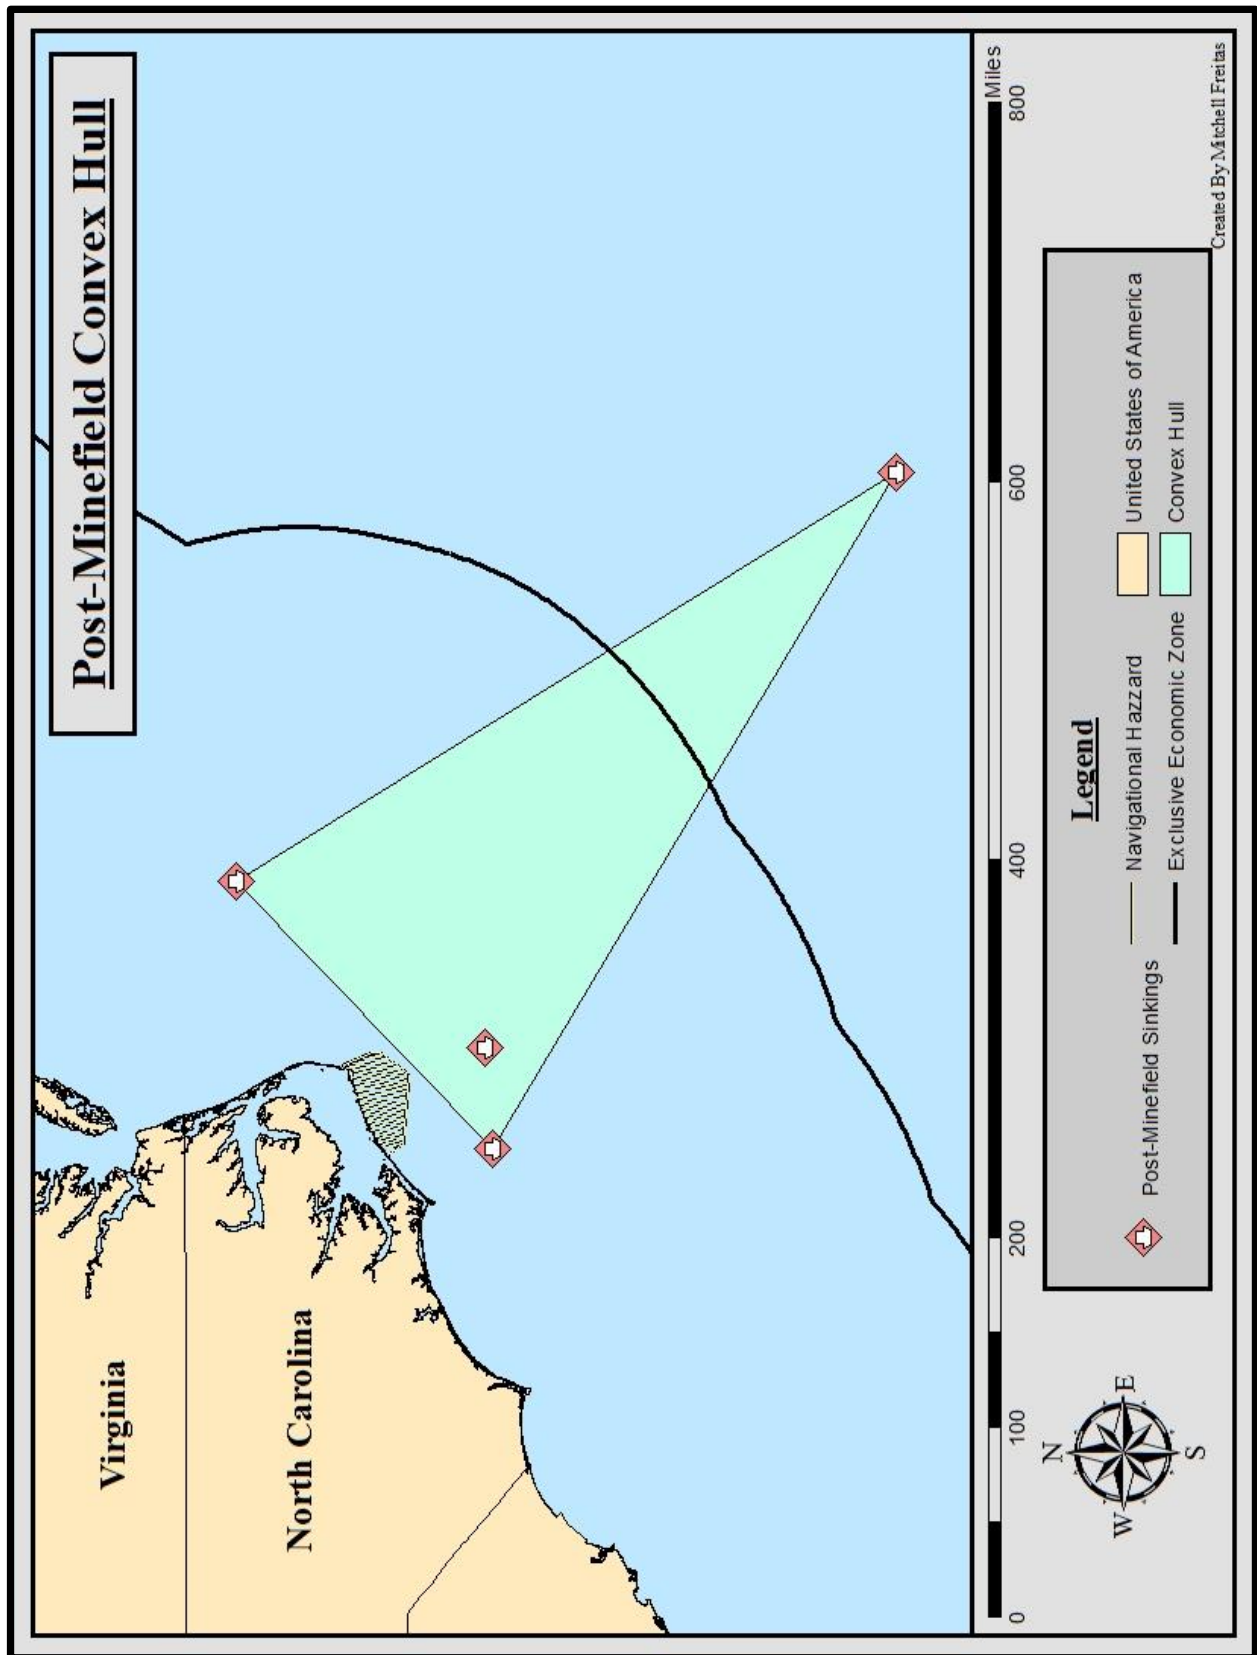 Post-Minefield Convex Hull
Virginia
North Carolina
0 100 200 400 600 800
Miles
N
W E
S
Legend
Post-Minefield Sinkings
Navigational Hazzard
Exclusive Economic Zone
United States of America
Convex Hull
Created By Mitchell Freitas